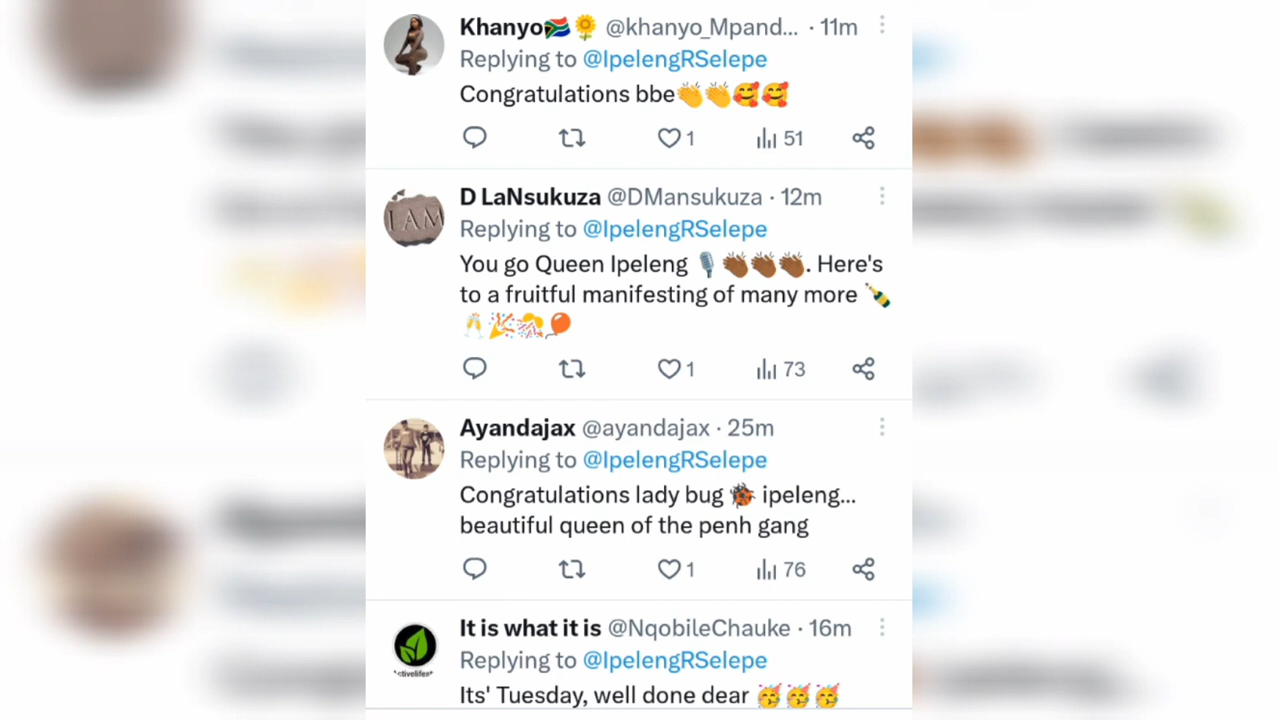 Khanyo🇿🇦🌻 @khanyo_Mpand... · 11m
Replying to @IpelengRSelepe
Congratulations bbe👏👏🥰🥰
1 51
D LaNsukuza @DMansukuza · 12m
Replying to @IpelengRSelepe
You go Queen Ipeleng 🎙️👏🏾👏🏾👏🏾. Here's
to a fruitful manifesting of many more 🍾
🥂🎉🎊🎈
I AM
1 73
Ayandajax @ayandajax · 25m
Replying to @IpelengRSelepe
Congratulations lady bug 🐞 ipeleng...
beautiful queen of the penh gang
1 76
It is what it is @NqobileChauke · 16m
Replying to @IpelengRSelepe
Its' Tuesday, well done dear 🥳🥳🥳